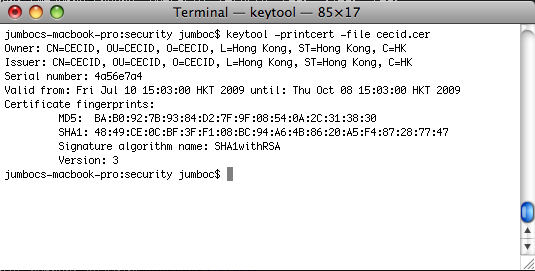 Terminal — keytool — 85×17
jumbocs-macbook-pro:security jumboc$ keytool -printcert -file cecid.cer
Owner: CN=CECID, OU=CECID, O=CECID, L=Hong Kong, ST=Hong Kong, C=HK
Issuer: CN=CECID, OU=CECID, O=CECID, L=Hong Kong, ST=Hong Kong, C=HK
Serial number: 4a56e7a4
Valid from: Fri Jul 10 15:03:00 HKT 2009 until: Thu Oct 08 15:03:00 HKT 2009
Certificate fingerprints:
MD5: BA:B0:92:7B:93:84:D2:7F:9F:08:54:0A:2C:31:38:30
SHA1: 48:49:CE:0C:BF:3F:F1:08:BC:94:A6:4B:86:20:A5:F4:87:28:77:47
Signature algorithm name: SHA1withRSA
Version: 3
jumbocs-macbook-pro:security jumboc$